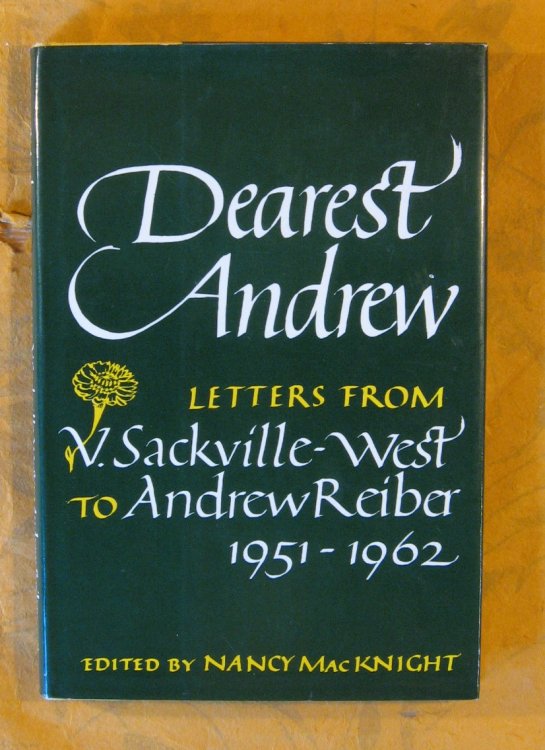 Dearest
Andrew
LETTERS FROM
V. Sackville-West
TO Andrew Reiber
1951-1962
EDITED BY NANCY MacKNIGHT